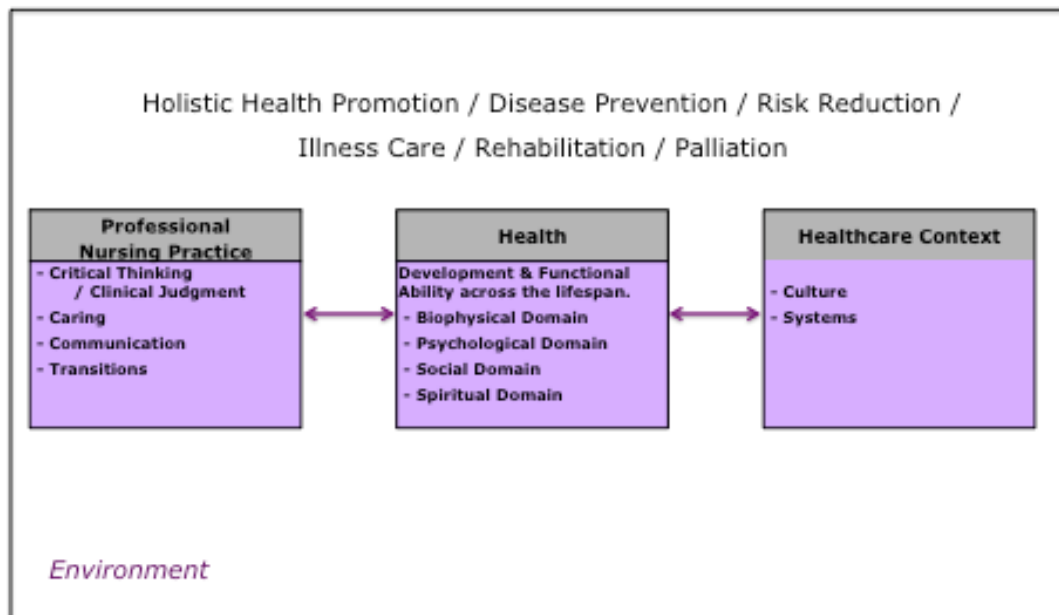 Holistic Health Promotion / Disease Prevention / Risk Reduction /
Illness Care / Rehabilitation / Palliation
Professional
Nursing Practice
- Critical Thinking
/ Clinical Judgment
- Caring
- Communication
- Transitions
Health
Development & Functional
Ability across the lifespan.
- Biophysical Domain
- Psychological Domain
- Social Domain
- Spiritual Domain
Healthcare Context
- Culture
- Systems
Environment